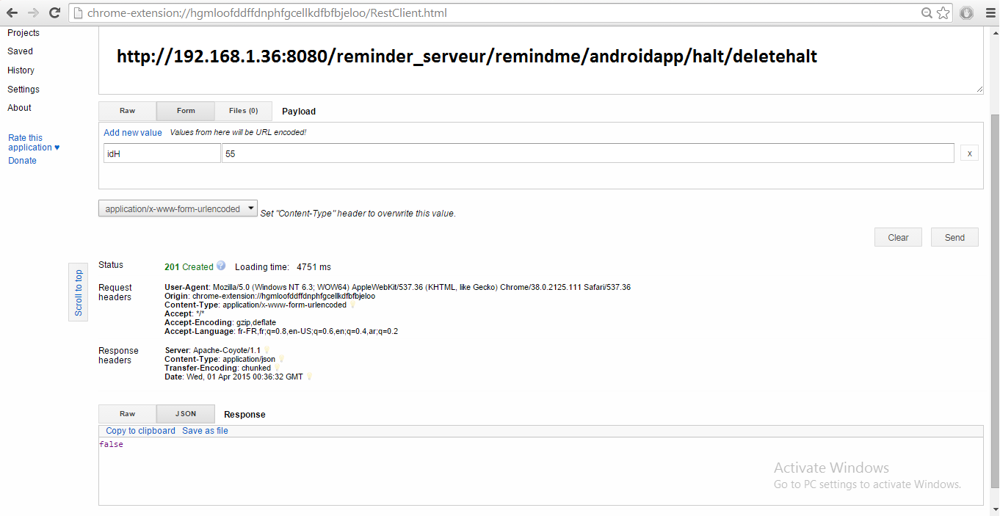 chrome-extension://hgmloofddffdnphfgcellkdfbfbjeloo/RestClient.html
Projects
Saved
History
Settings
About
Rate this
application ♥
Donate
http://192.168.1.36:8080/reminder_serveur/remindme/androidapp/halt/deletehalt
Raw Form Files (0) Payload
Add new value Values from here will be URL encoded!
idH 55 x
application/x-www-form-urlencoded Set "Content-Type" header to overwrite this value.
Clear Send
Scroll to top
Status 201 Created ? Loading time: 4751 ms
Request
headers
User-Agent: Mozilla/5.0 (Windows NT 6.3; WOW64) AppleWebKit/537.36 (KHTML, like Gecko) Chrome/38.0.2125.111 Safari/537.36
Origin: chrome-extension://hgmloofddffdnphfgcellkdfbfbjeloo
Content-Type: application/x-www-form-urlencoded
Accept: */*
Accept-Encoding: gzip,deflate
Accept-Language: fr-FR,fr;q=0.8,en-US;q=0.6,en;q=0.4,ar;q=0.2
Response
headers
Server: Apache-Coyote/1.1
Content-Type: application/json
Transfer-Encoding: chunked
Date: Wed, 01 Apr 2015 00:36:32 GMT
Raw JSON Response
Copy to clipboard Save as file
false
Activate Windows
Go to PC settings to activate Windows.